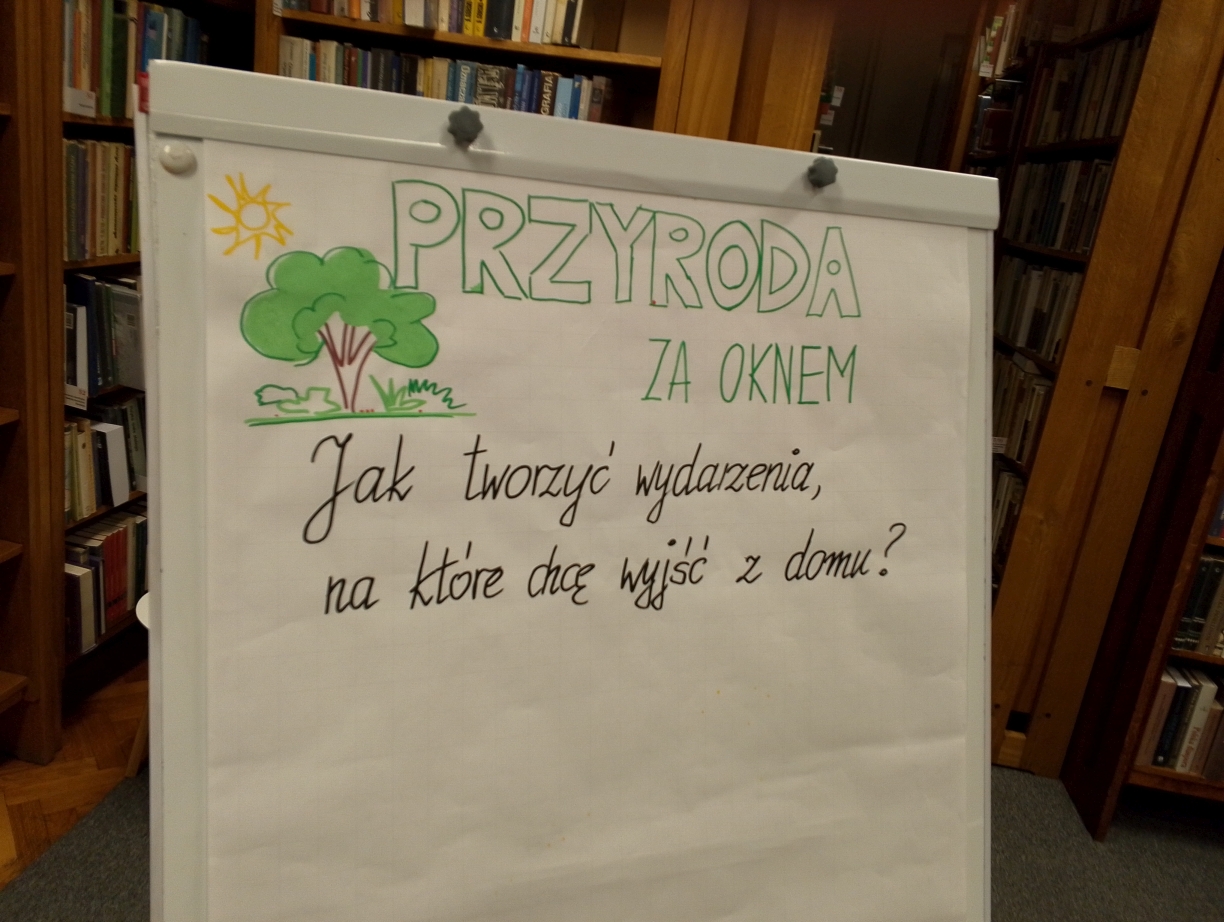 PRZYRODA
ZA OKNEM
Jak tworzyć wydarzenia,
na które chcę wyjść z domu?